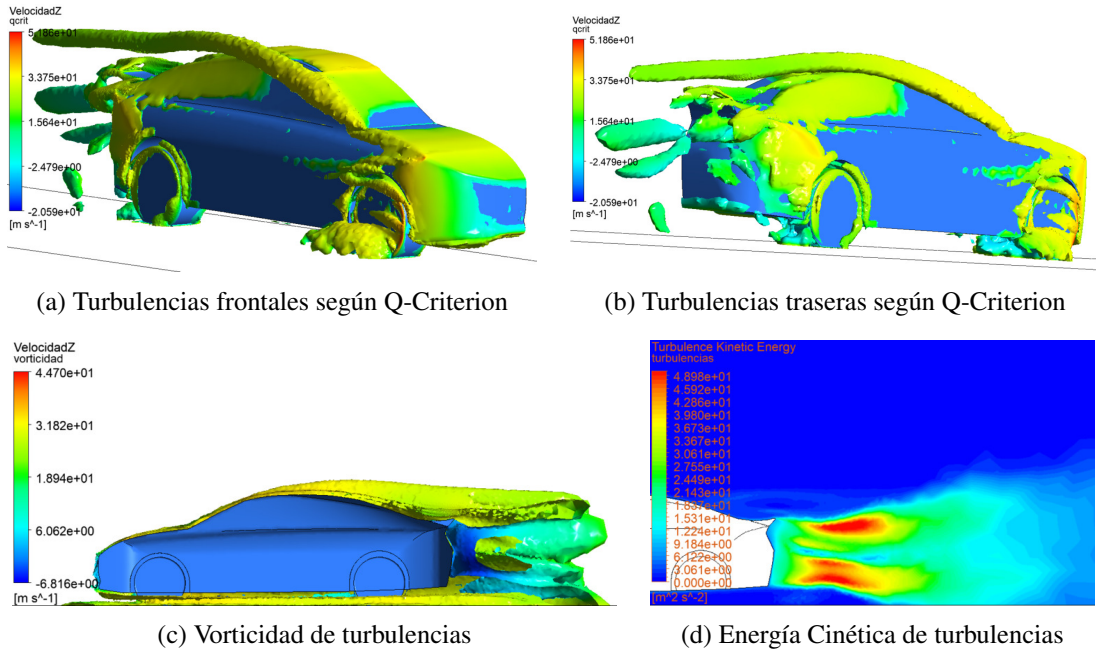 VelocidadZ
qcrit
5.186e+01
3.375e+01
1.564e+01
-2.479e+00
-2.059e+01
[m s^-1]
(a) Turbulencias frontales según Q-Criterion
VelocidadZ
qcrit
5.186e+01
3.375e+01
1.564e+01
-2.479e+00
-2.059e+01
[m s^-1]
(b) Turbulencias traseras según Q-Criterion
VelocidadZ
vorticidad
4.470e+01
3.182e+01
1.894e+01
6.062e+00
-6.816e+00
[m s^-1]
(c) Vorticidad de turbulencias
Turbulence Kinetic Energy
turbulencias
4.898e+01
4.592e+01
4.286e+01
3.980e+01
3.673e+01
3.367e+01
3.061e+01
2.755e+01
2.449e+01
2.143e+01
1.837e+01
1.531e+01
1.224e+01
9.184e+00
6.122e+00
3.061e+00
0.000e+00
[m^2 s^-2]
(d) Energía Cinética de turbulencias